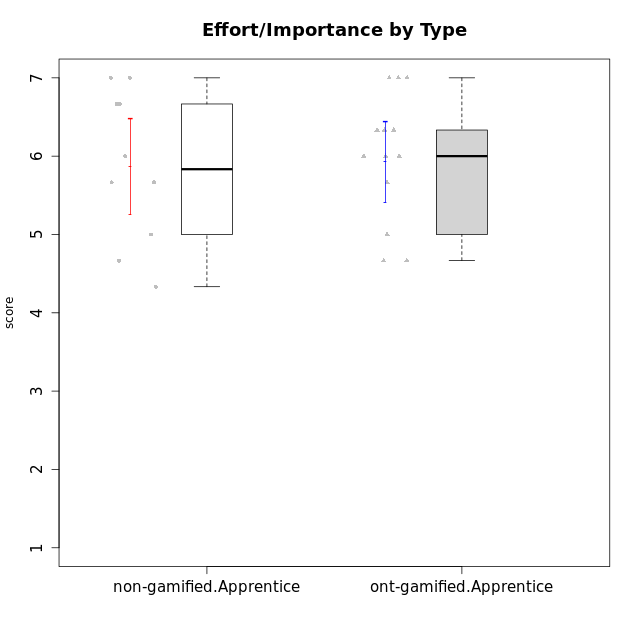 Effort/Importance by Type
score
7
6
5
4
3
2
1
non-gamified.Apprentice
ont-gamified.Apprentice